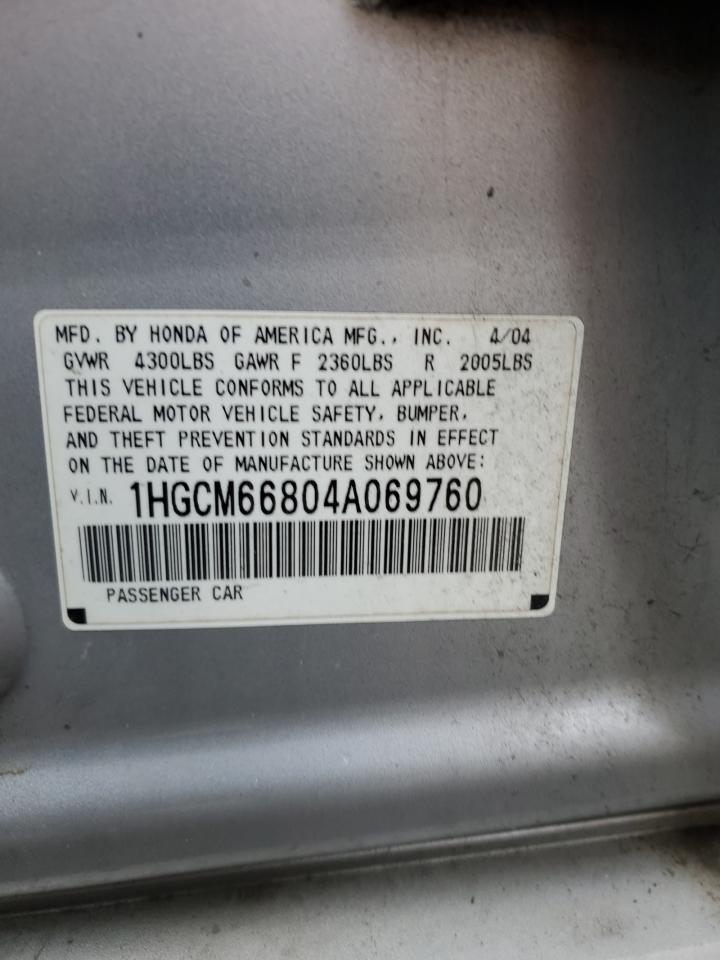 MFD. BY HONDA OF AMERICA MFG., INC. 4/04
GVWR 4300LBS GAWR F 2360LBS R 2005LBS
THIS VEHICLE CONFORMS TO ALL APPLICABLE
FEDERAL MOTOR VEHICLE SAFETY, BUMPER,
AND THEFT PREVENTION STANDARDS IN EFFECT
ON THE DATE OF MANUFACTURE SHOWN ABOVE:
V.I.N. 1HGCM66804A069760
PASSENGER CAR